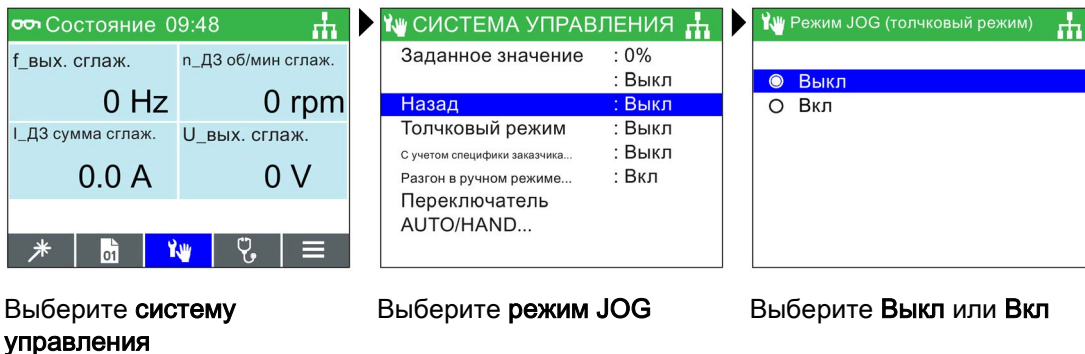 Состояние 09:48
f_вых. сглаж.
n_ДЗ об/мин сглаж.
0 Hz
0 rpm
I_ДЗ сумма сглаж.
U_вых. сглаж.
0.0 A
0 V
01
Выберите систему
управления
СИСТЕМА УПРАВЛЕНИЯ
Заданное значение : 0%
: Выкл
Назад : Выкл
Толчковый режим : Выкл
С учетом специфики заказчика... : Выкл
Разгон в ручном режиме... : Вкл
Переключатель
AUTO/HAND...
Выберите режим JOG
Режим JOG (толчковый режим)
Выкл
Вкл
Выберите Выкл или Вкл